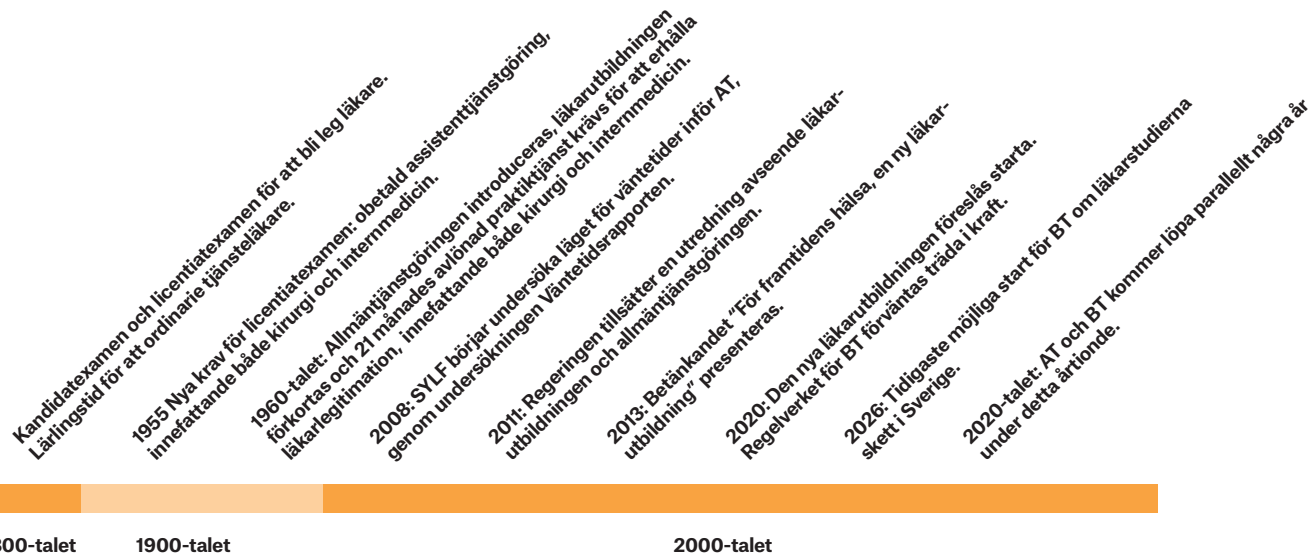 Kandidatexamen och licentiatexamen för att bli leg läkare.
Lärlingstid för att ordinarie tjänsteläkare.
1955 Nya krav för licentiatexamen: obetald assistenttjänstgöring,
innefattande både kirurgi och internmedicin.
1960-talet: Allmäntjänstgöringen introduceras, läkarutbildningen
förkortas och 21 månades avlönad praktiktjänst krävs för att erhålla
läkarlegitimation, innefattande både kirurgi och internmedicin.
2008: SYLF börjar undersöka läget för väntetider inför AT,
genom undersökningen Väntetidsrapporten.
2011: Regeringen tillsätter en utredning avseende läkar-
utbildningen och allmäntjänstgöringen.
2013: Betänkandet ”För framtidens hälsa, en ny läkar-
utbildning” presenteras.
2020: Den nya läkarutbildningen föreslås starta.
Regelverket för BT förväntas träda i kraft.
2026: Tidigaste möjliga start för BT om läkarstudierna
skett i Sverige.
2020-talet: AT och BT kommer löpa parallellt några år
under detta årtionde.
00-talet
1900-talet
2000-talet